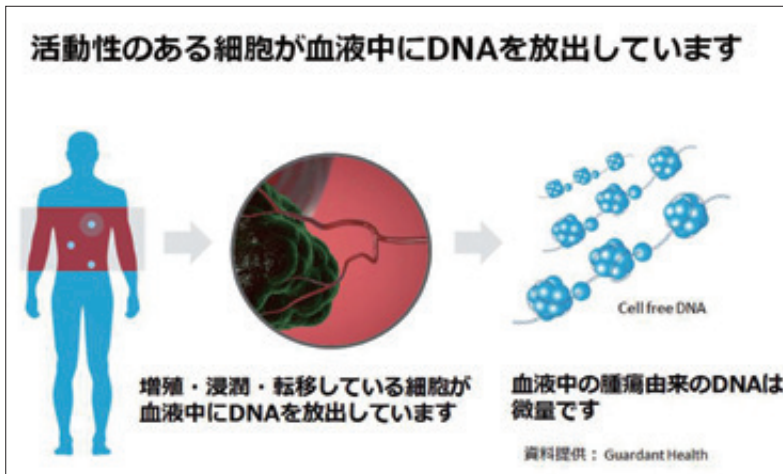 活動性のある細胞が血液中にDNAを放出しています
Cell free DNA
増殖・浸潤・転移している細胞が
血液中にDNAを放出しています
血液中の腫瘍由来のDNAは
微量です
資料提供：Guardant Health